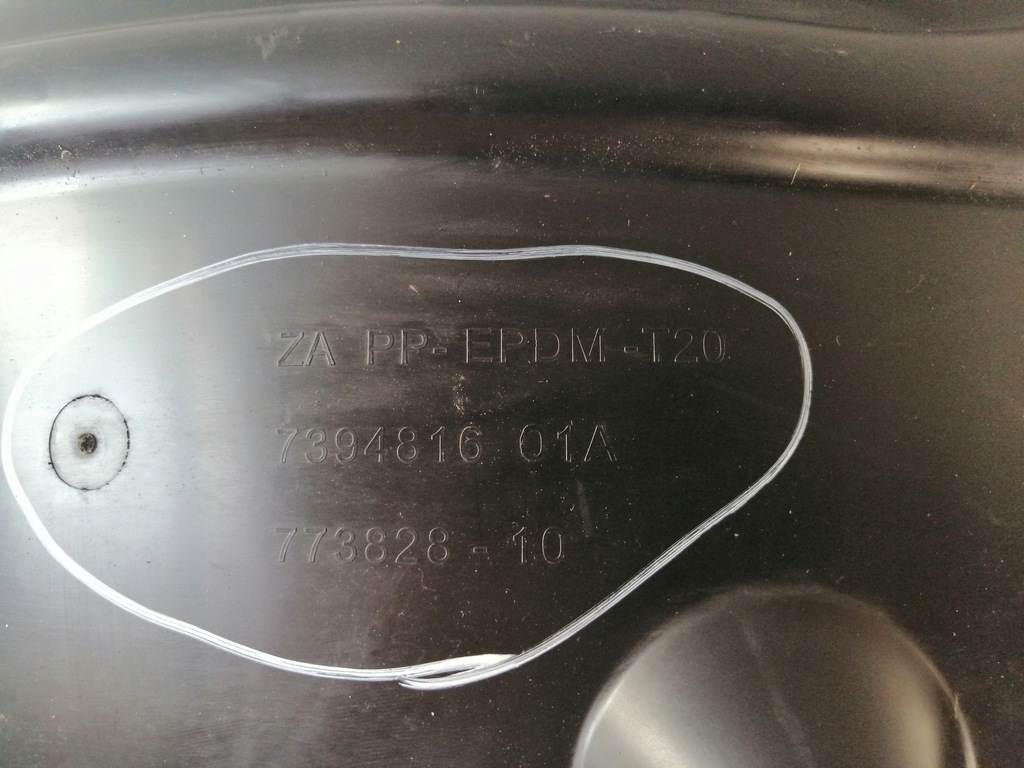 ZA PP- EPDM -T20
7394816 01A
773828 - 10